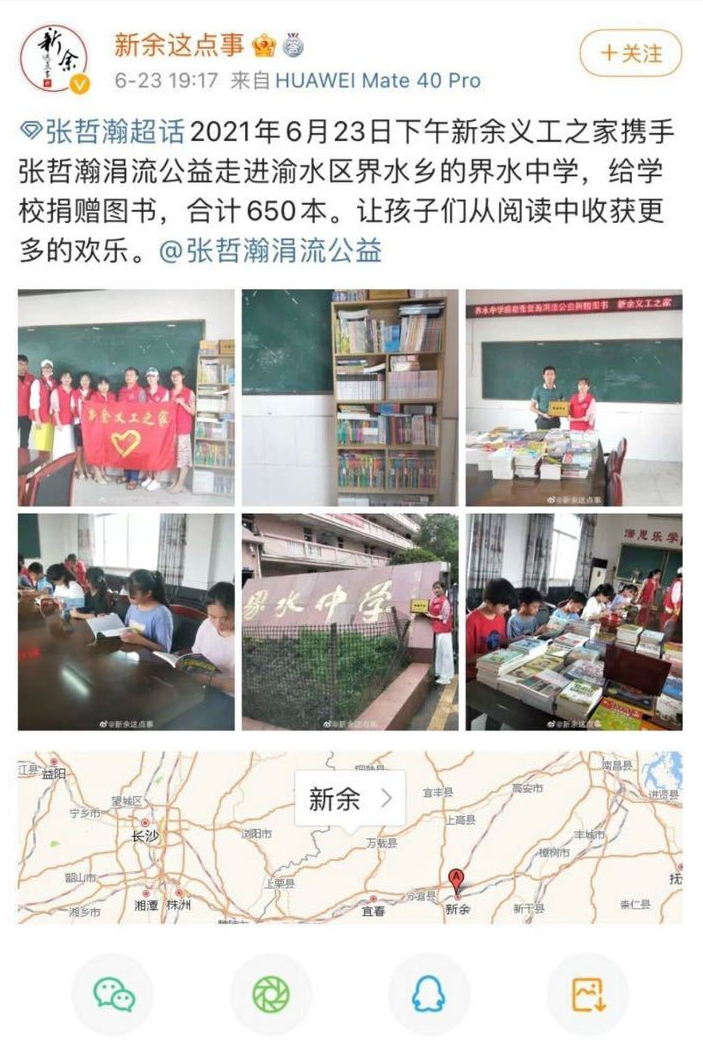 新余
这点事
新余这点事
+关注
6-23 19:17 来自 HUAWEI Mate 40 Pro
张哲瀚超话 2021年6月23日下午新余义工之家携手
张哲瀚涓流公益走进渝水区界水乡的界水中学，给学
校捐赠图书，合计650本。让孩子们从阅读中收获更
多的欢乐。@张哲瀚涓流公益
新余义工之家
界水中学感谢张哲瀚涓流公益捐赠图书 新余义工之家
@新余这点事
界水中学
@新余这点事
@新余这点事
@新余这点事
新余
江县
益阳
宁乡市
望城区
长沙
浏阳市
韶山市
湘潭
株洲
湘乡市
上栗县
万载县
宜丰县
上高县
高安市
南昌县
进贤县
丰城市
樟树市
宜春
分宜县
A
新余
新干县
崇仁县